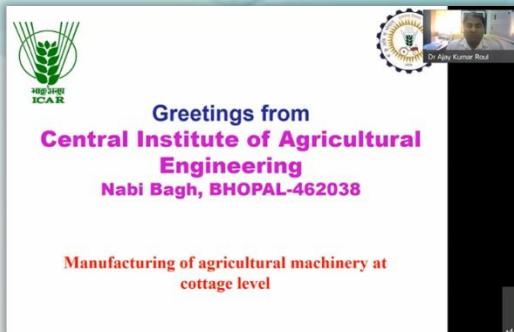 भाकृअनुप
ICAR
Dr Ajay Kumar Roul
Greetings from
Central Institute of Agricultural
Engineering
Nabi Bagh, BHOPAL-462038
Manufacturing of agricultural machinery at
cottage level